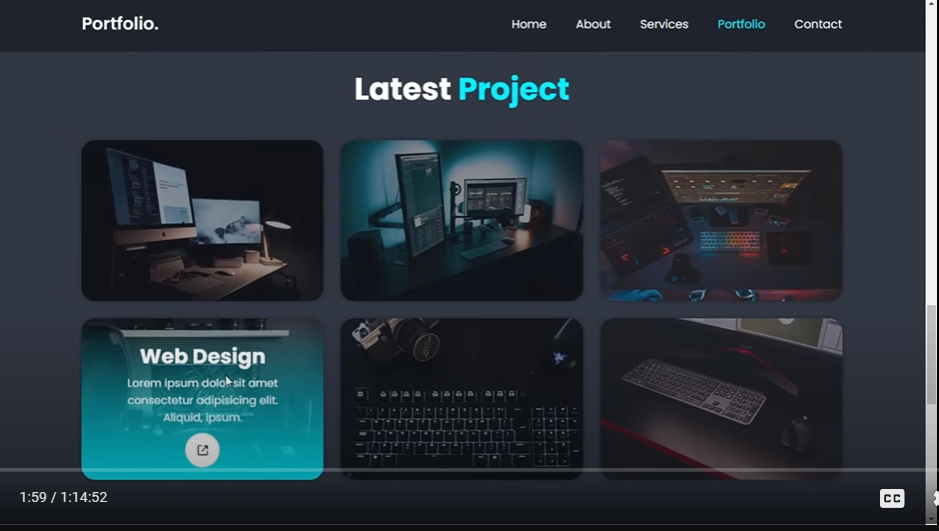 Portfolio.
Home About Services Portfolio Contact
Latest Project
Web Design
Lorem ipsum dolor sit amet
consectetur adipisicing elit.
Aliquid, ipsum.
1:59 / 1:14:52
CC